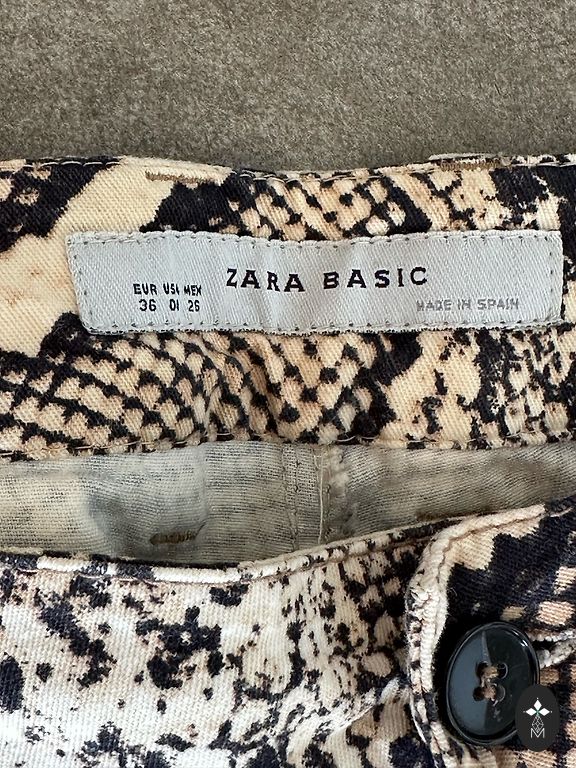 ZARA BASIC
EUR USA MEX
36 01 26
MADE IN SPAIN